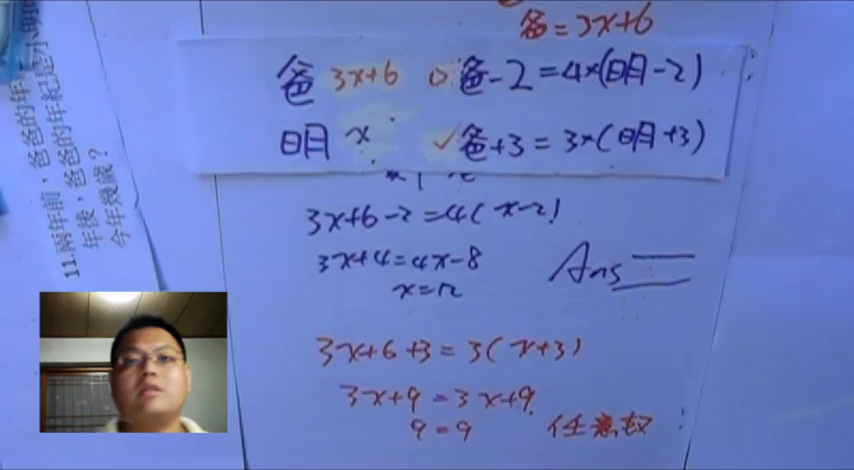 爸=3x+6
爸 3x+6 爸-2=4×(明-2)
明 x ✓爸+3=3×(明+3)
3x+6-2=4(x-2)
3x+4=4x-8
x=12
Ans
3x+6+3=3(x+3)
3x+9=3x+9
9=9 任意数
11.兩年前,爸爸的年
年後,爸爸的年紀是小明
今年幾歲?